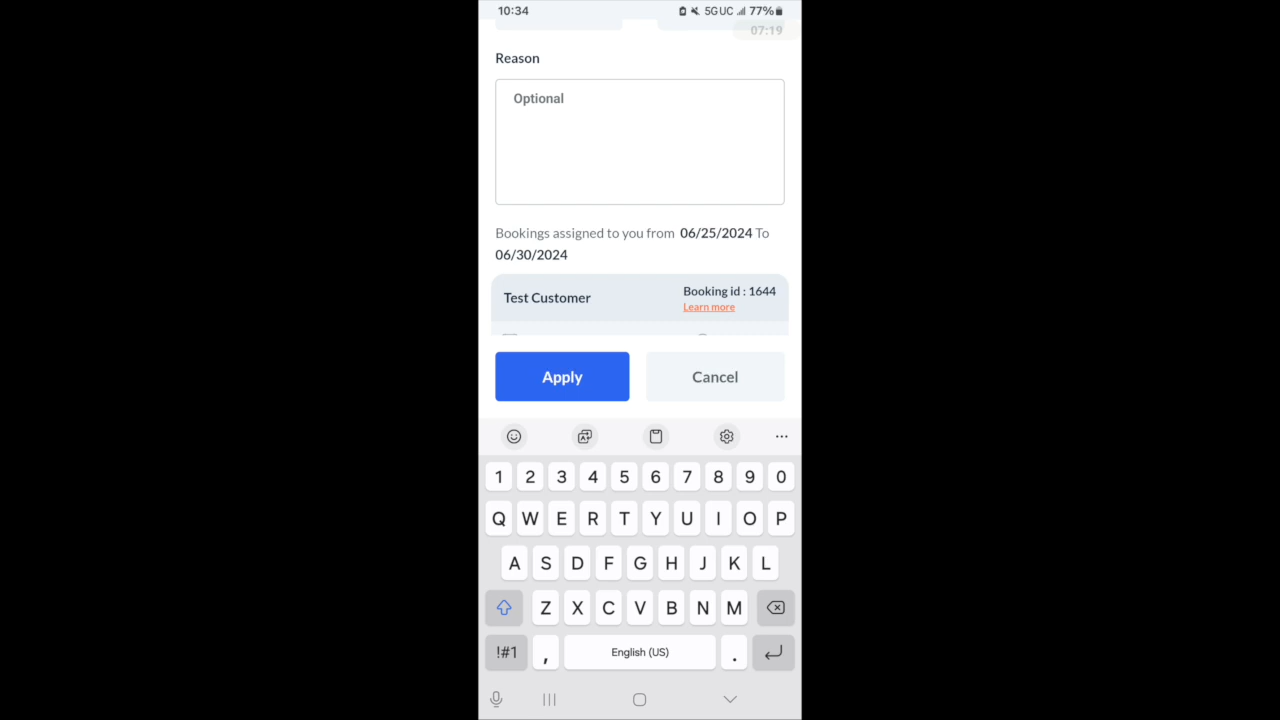 10:34 5G UC 77%
07:19
Reason
Optional
Bookings assigned to you from 06/25/2024 To
06/30/2024
Test Customer
Booking id : 1644
Learn more
Apply Cancel
1 2 3 4 5 6 7 8 9 0
Q W E R T Y U I O P
A S D F G H J K L
Z X C V B N M
!#1 , English (US) .